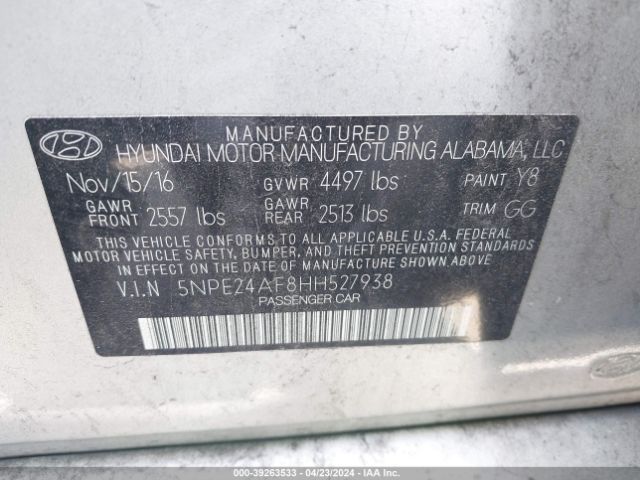 MANUFACTURED BY
HYUNDAI MOTOR MANUFACTURING ALABAMA, LLC
Nov/15/16 GVWR 4497 lbs PAINT Y8
GAWR FRONT 2557 lbs GAWR REAR 2513 lbs TRIM GG
THIS VEHICLE CONFORMS TO ALL APPLICABLE U.S.A. FEDERAL
MOTOR VEHICLE SAFETY, BUMPER, AND THEFT PREVENTION STANDARDS
IN EFFECT ON THE DATE OF MANUFACTURE SHOWN ABOVE
V.I.N 5NPE24AF8HH527938
PASSENGER CAR
000-39263533 - 04/23/2024 - IAA Inc.